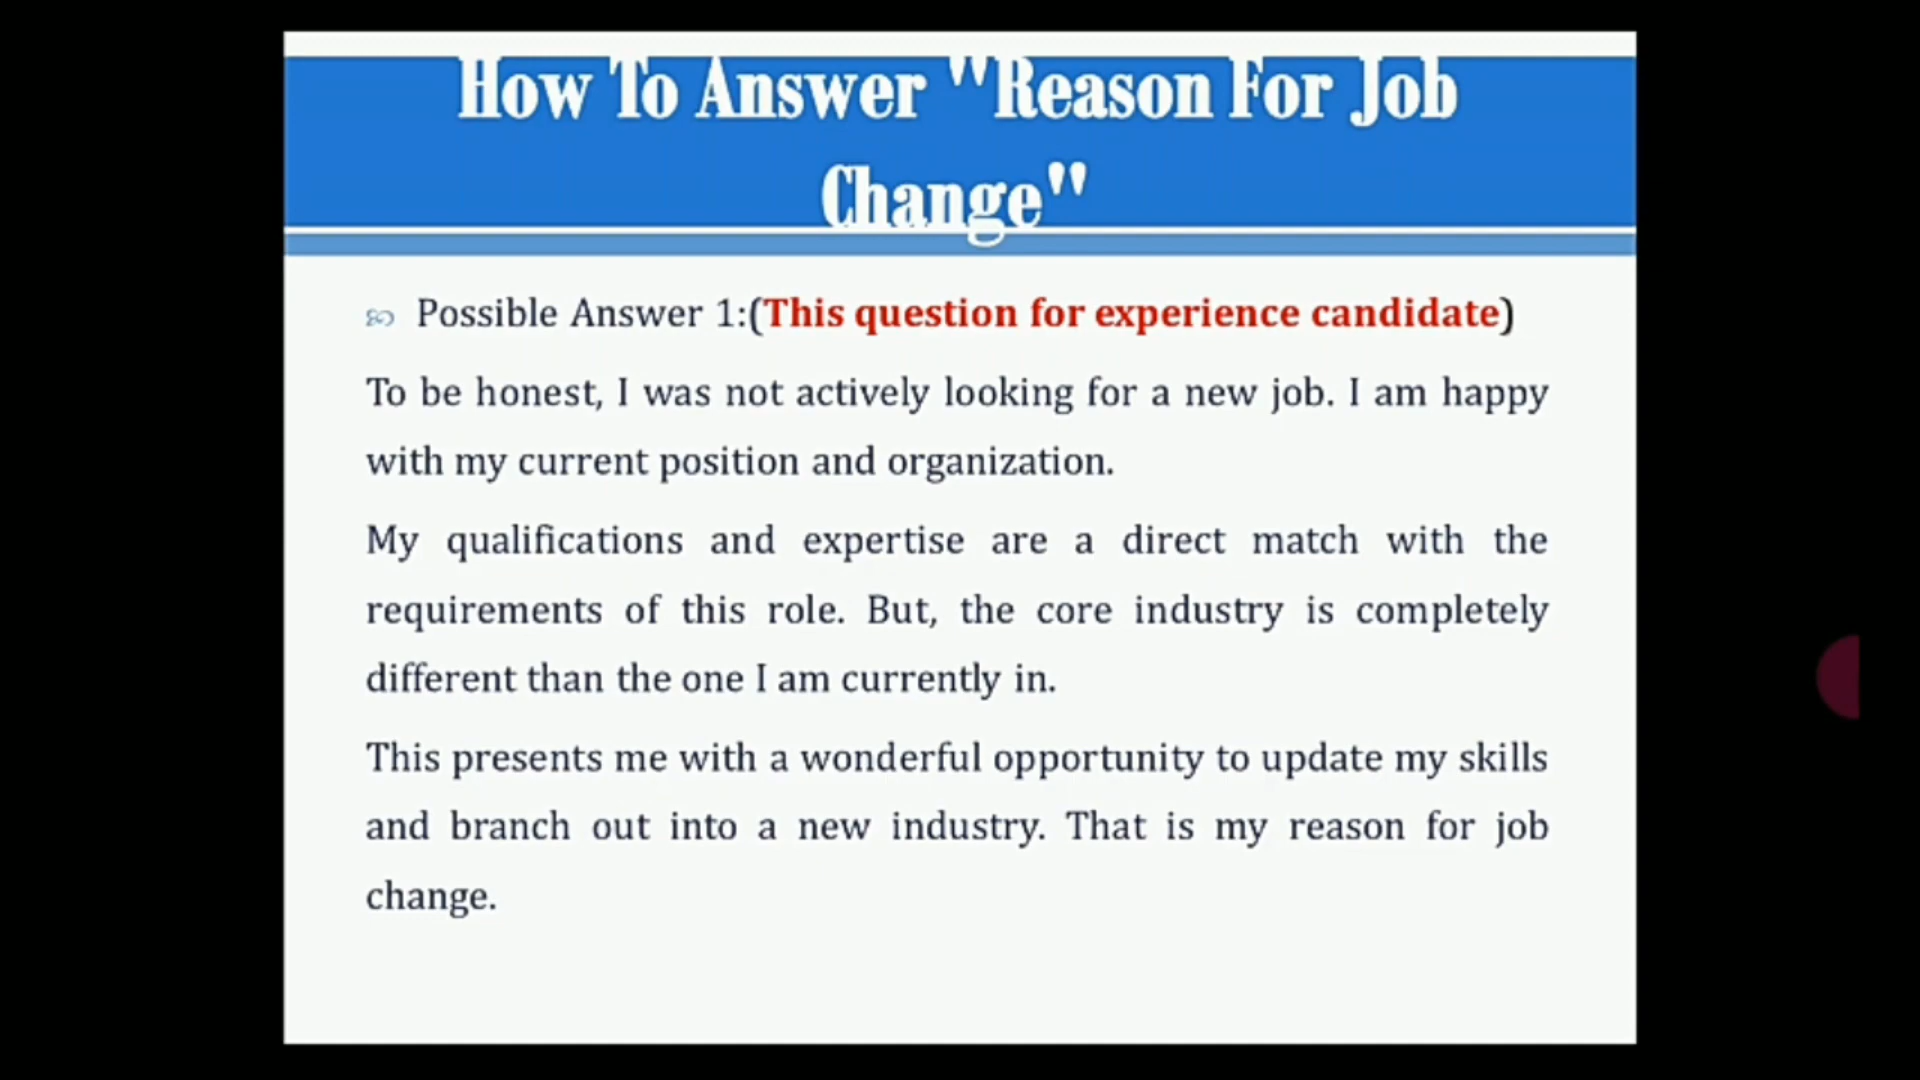 How To Answer "Reason For Job
Change"
Possible Answer 1:(This question for experience candidate)
To be honest, I was not actively looking for a new job. I am happy
with my current position and organization.
My qualifications and expertise are a direct match with the
requirements of this role. But, the core industry is completely
different than the one I am currently in.
This presents me with a wonderful opportunity to update my skills
and branch out into a new industry. That is my reason for job
change.